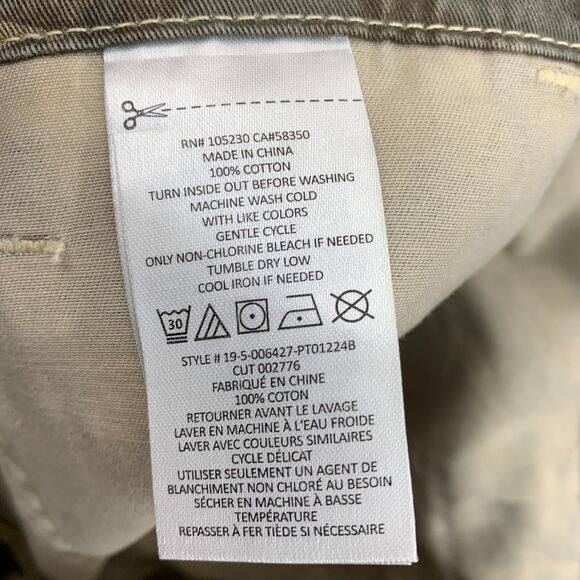 RN# 105230 CA#58350
MADE IN CHINA
100% COTTON
TURN INSIDE OUT BEFORE WASHING
MACHINE WASH COLD
WITH LIKE COLORS
GENTLE CYCLE
ONLY NON-CHLORINE BLEACH IF NEEDED
TUMBLE DRY LOW
COOL IRON IF NEEDED
30
STYLE # 19-5-006427-PT01224B
CUT 002776
FABRIQUÉ EN CHINE
100% COTON
RETOURNER AVANT LE LAVAGE
LAVER EN MACHINE À L'EAU FROIDE
LAVER AVEC COULEURS SIMILAIRES
CYCLE DÉLICAT
UTILISER SEULEMENT UN AGENT DE
BLANCHIMENT NON CHLORÉ AU BESOIN
SÉCHER EN MACHINE À BASSE
TEMPÉRATURE
REPASSER À FER TIÈDE SI NÉCESSAIRE